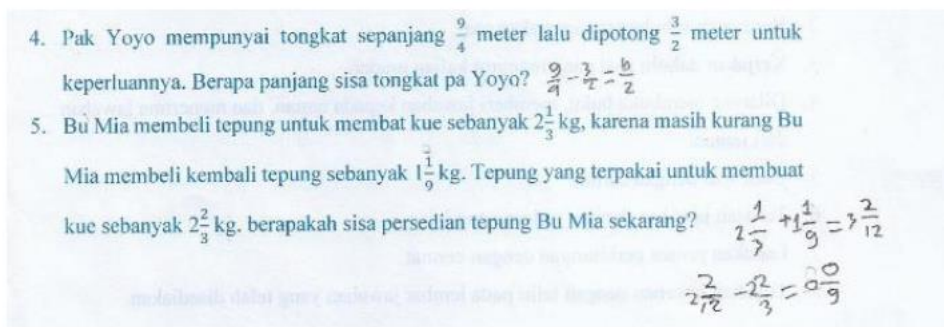 4. Pak Yoyo mempunyai tongkat sepanjang 9/4 meter lalu dipotong 3/2 meter untuk
keperluannya. Berapa panjang sisa tongkat pa Yoyo? 9/4 - 3/2 = 6/2
5. Bu Mia membeli tepung untuk membat kue sebanyak 2 1/3 kg, karena masih kurang Bu
Mia membeli kembali tepung sebanyak 1 1/9 kg. Tepung yang terpakai untuk membuat
kue sebanyak 2 2/3 kg. berapakah sisa persedian tepung Bu Mia sekarang? 2 1/3 + 1 1/9 = 3 2/12
2/12 - 2 2/3 = 0/9